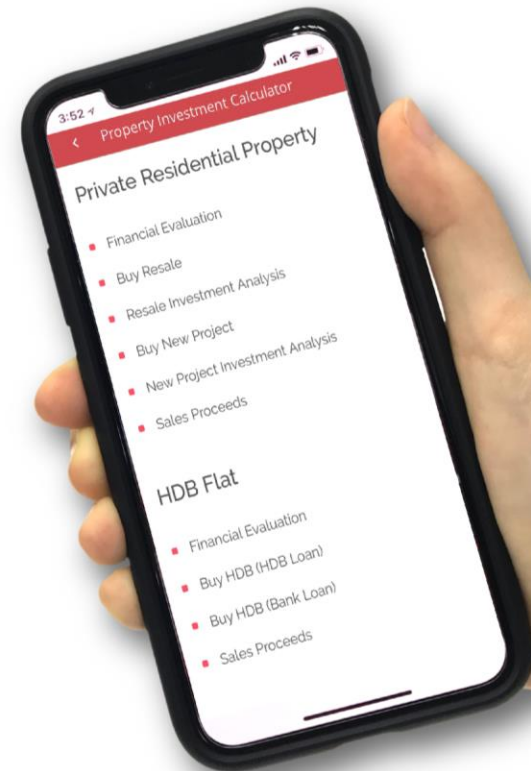 3:52
Property Investment Calculator
Private Residential Property
Financial Evaluation
Buy Resale
Resale Investment Analysis
Buy New Project
New Project Investment Analysis
Sales Proceeds
HDB Flat
Financial Evaluation
Buy HDB (HDB Loan)
Buy HDB (Bank Loan)
Sales Proceeds